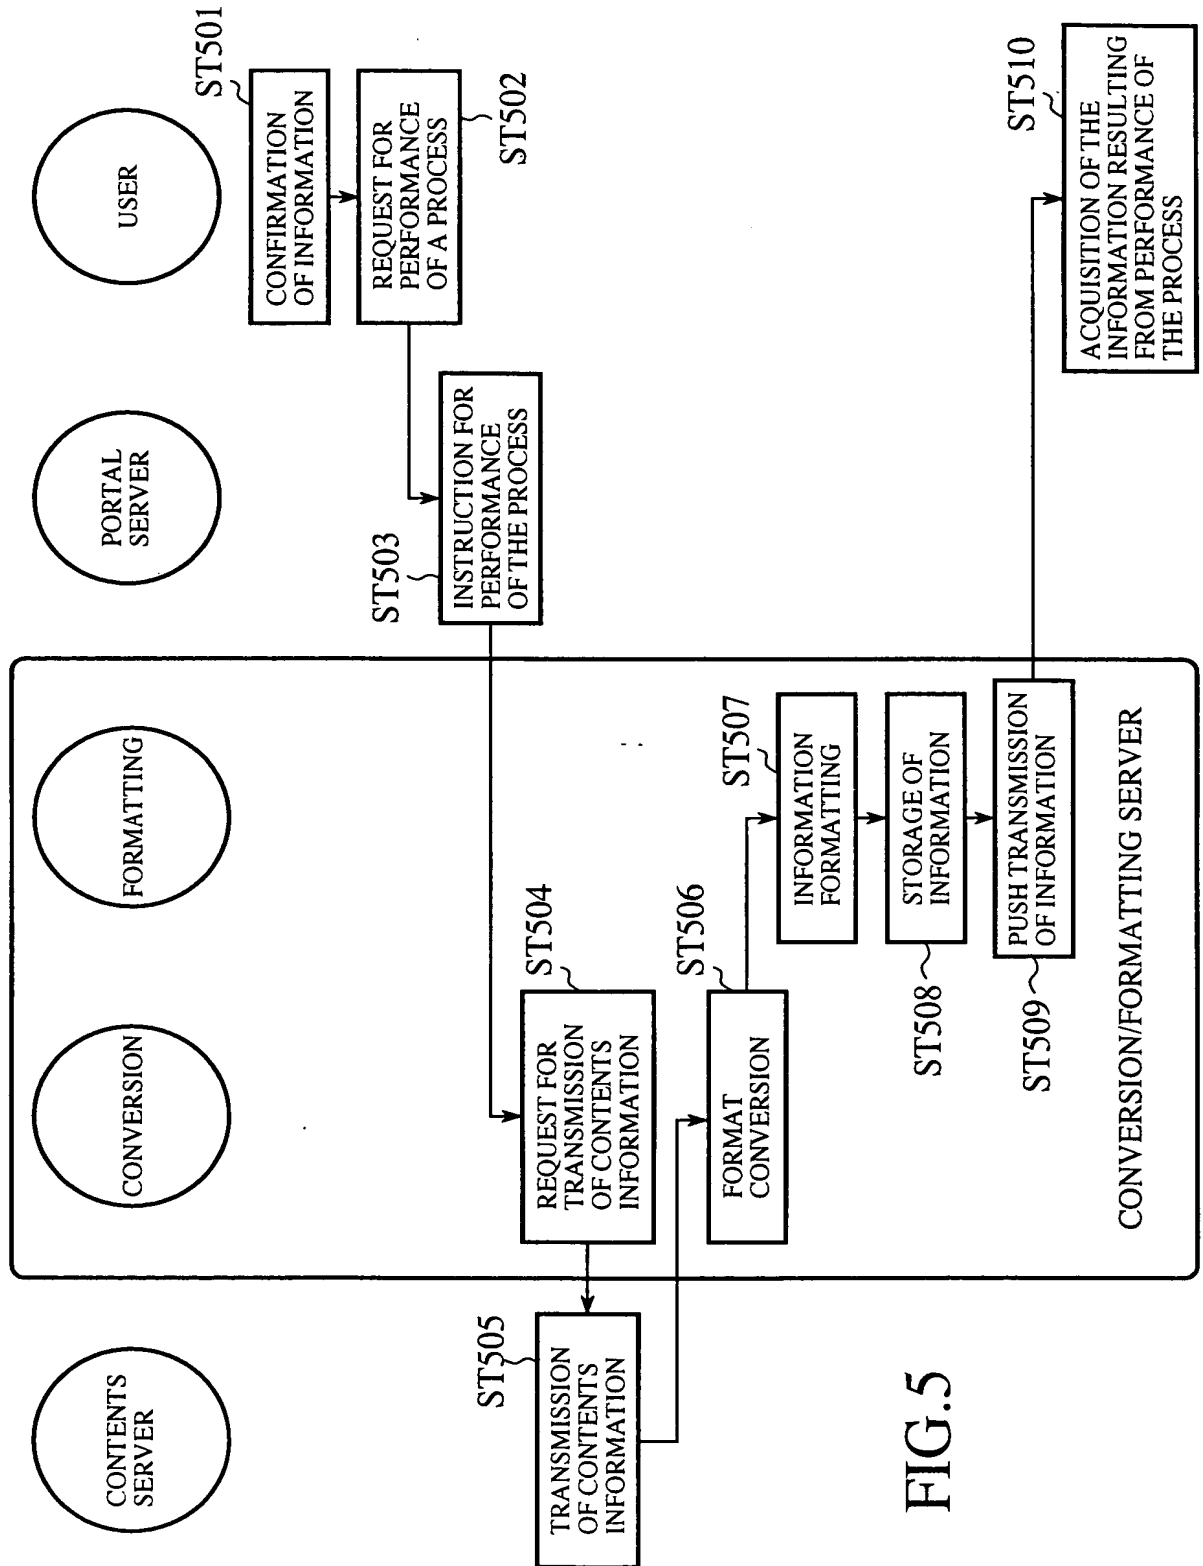 CONTENTS
SERVER
CONVERSION
FORMATTING
PORTAL
SERVER
USER
ST501
CONFIRMATION
OF INFORMATION
REQUEST FOR
PERFORMANCE
OF A PROCESS
ST502
ST503
INSTRUCTION FOR
PERFORMANCE
OF THE PROCESS
ST504
REQUEST FOR
TRANSMISSION
OF CONTENTS
INFORMATION
ST505
TRANSMISSION
OF CONTENTS
INFORMATION
ST506
FORMAT
CONVERSION
ST507
INFORMATION
FORMATTING
STORAGE OF
INFORMATION
ST508
PUSH TRANSMISSION
OF INFORMATION
ST509
ST510
ACQUISITION OF THE
INFORMATION RESULTING
FROM PERFORMANCE OF
THE PROCESS
CONVERSION/FORMATTING SERVER
FIG.5